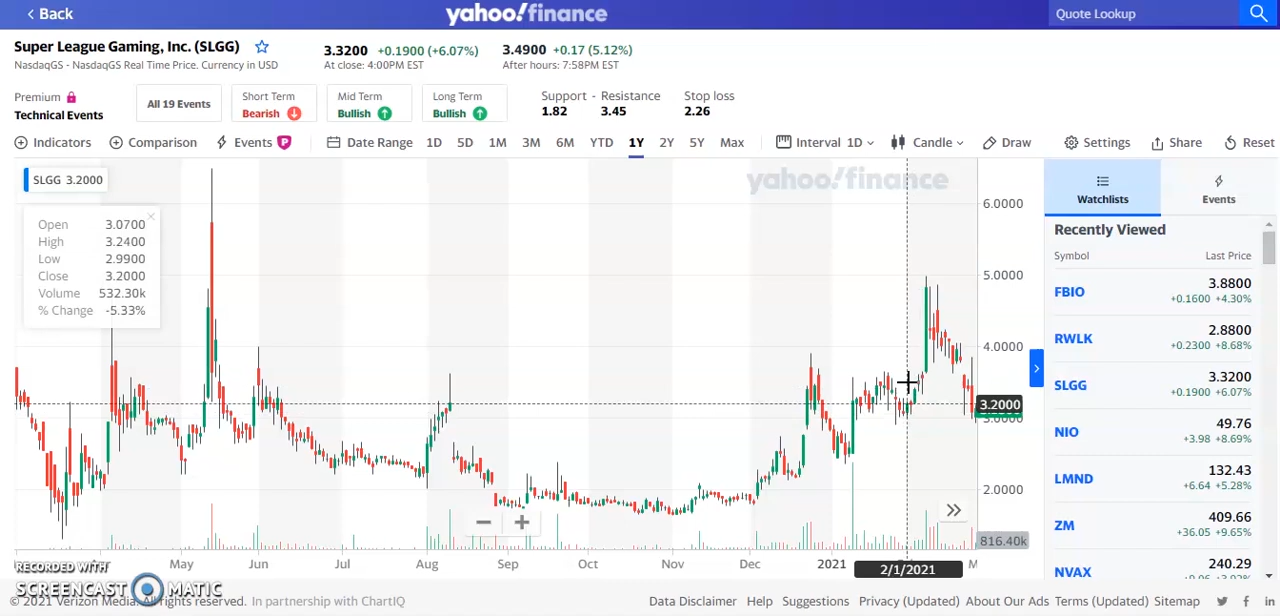 Back
yahoo!finance
Quote Lookup
Super League Gaming, Inc. (SLGG)
3.3200 +0.1900 (+6.07%)
3.4900 +0.17 (5.12%)
NasdaqGS - NasdaqGS Real Time Price. Currency in USD
At close: 4:00PM EST
After hours: 7:58PM EST
Premium
Technical Events
All 19 Events
Short Term
Bearish
Mid Term
Bullish
Long Term
Bullish
Support - Resistance
1.82 3.45
Stop loss
2.26
Indicators
Comparison
Events P
Date Range 1D 5D 1M 3M 6M YTD 1Y 2Y 5Y Max
Interval 1D
Candle
Draw
Settings
Share
Reset
SLGG 3.2000
yahoo!finance
Open 3.0700
High 3.2400
Low 2.9900
Close 3.2000
Volume 532.30k
% Change -5.33%
6.0000
5.0000
4.0000
3.2000
3.0000
2.0000
816.40k
May Jun Jul Aug Sep Oct Nov Dec 2021 2/1/2021 M
Watchlists
Events
Recently Viewed
Symbol Last Price
FBIO 3.8800
+0.1600 +4.30%
RWLK 2.8800
+0.2300 +8.68%
SLGG 3.3200
+0.1900 +6.07%
NIO 49.76
+3.98 +8.69%
LMND 132.43
+6.64 +5.28%
ZM 409.66
+36.05 +9.65%
NVAX 240.29
RECORDED WITH
SCREENCAST MATIC
© 2021 Verizon Media. All rights reserved. In partnership with ChartIQ
Data Disclaimer Help Suggestions Privacy (Updated) About Our Ads Terms (Updated) Sitemap